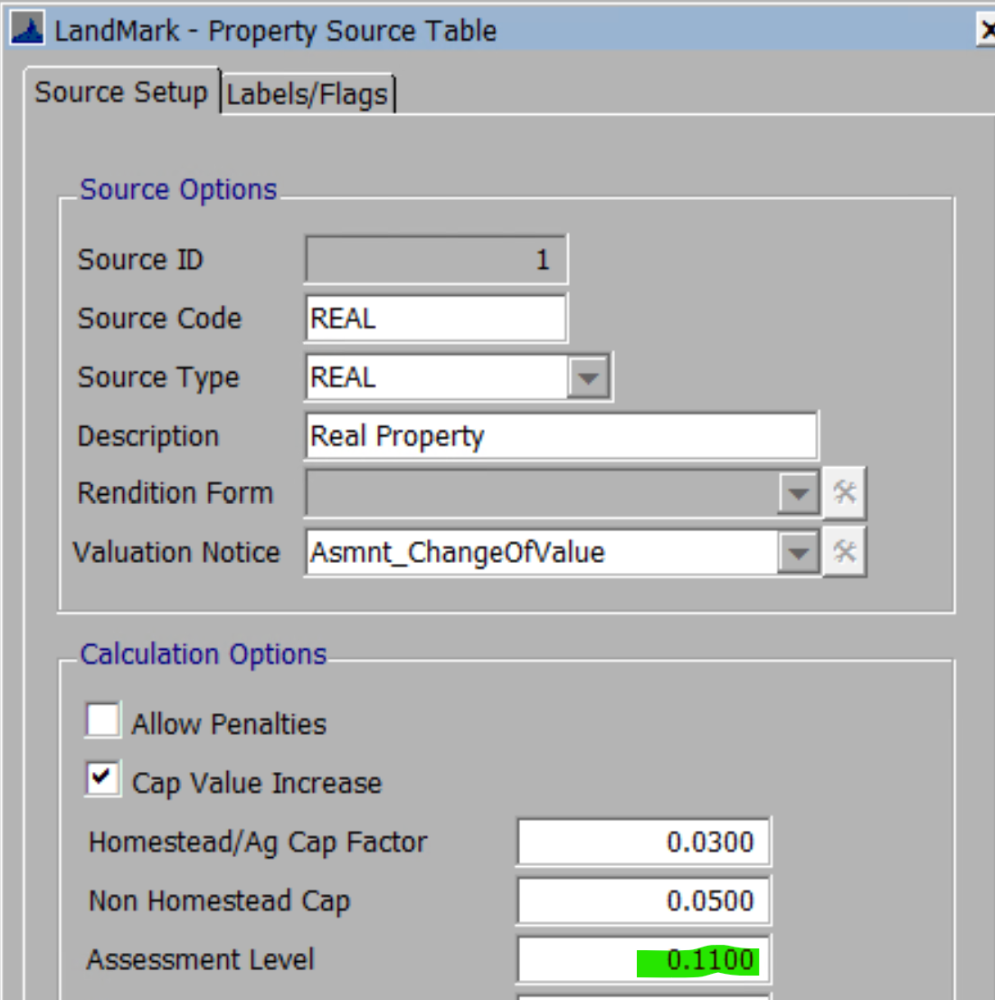 LandMark - Property Source Table
Source Setup Labels/Flags
Source Options
Source ID 1
Source Code REAL
Source Type REAL
Description Real Property
Rendition Form
Valuation Notice Asmnt_ChangeOfValue
Calculation Options
Allow Penalties
Cap Value Increase
Homestead/Ag Cap Factor 0.0300
Non Homestead Cap 0.0500
Assessment Level 0.1100